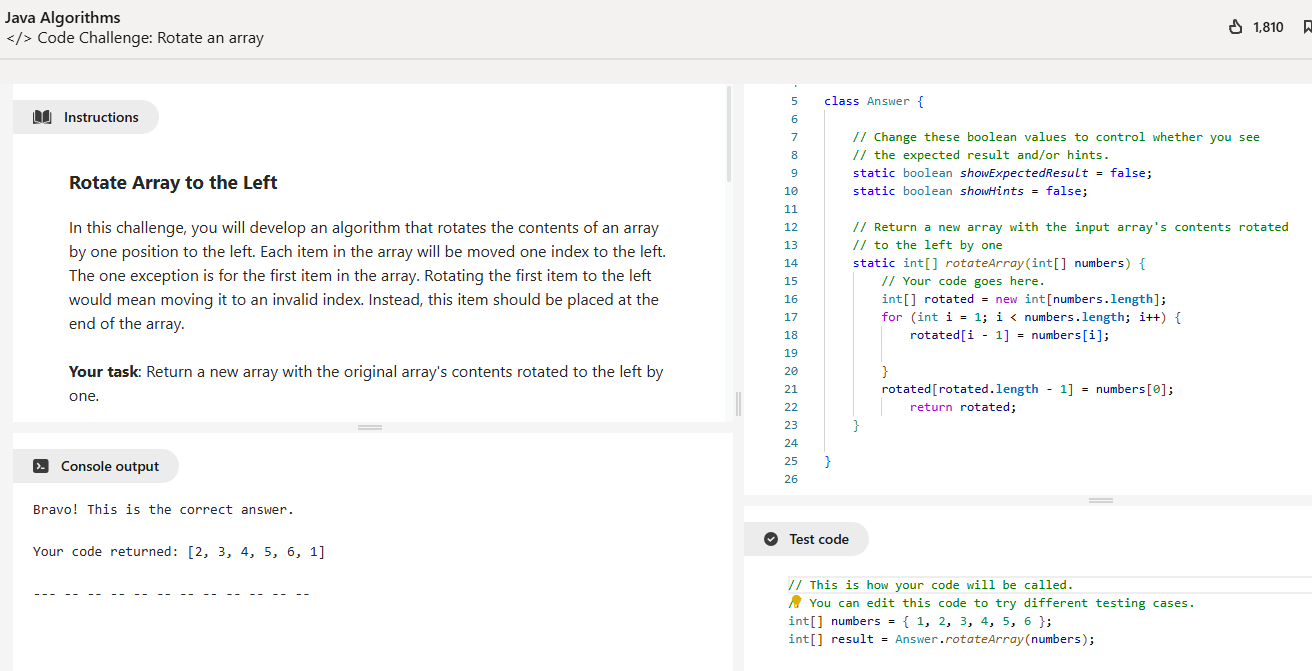 Java Algorithms
</> Code Challenge: Rotate an array
1,810
Instructions
Rotate Array to the Left
In this challenge, you will develop an algorithm that rotates the contents of an array
by one position to the left. Each item in the array will be moved one index to the left.
The one exception is for the first item in the array. Rotating the first item to the left
would mean moving it to an invalid index. Instead, this item should be placed at the
end of the array.
Your task: Return a new array with the original array's contents rotated to the left by
one.
Console output
Bravo! This is the correct answer.
Your code returned: [2, 3, 4, 5, 6, 1]
--- -- -- -- -- -- -- -- -- -- -- --
5 class Answer {
6
7 // Change these boolean values to control whether you see
8 // the expected result and/or hints.
9 static boolean showExpectedResult = false;
10 static boolean showHints = false;
11
12 // Return a new array with the input array's contents rotated
13 // to the left by one
14 static int[] rotateArray(int[] numbers) {
15 // Your code goes here.
16 int[] rotated = new int[numbers.length];
17 for (int i = 1; i < numbers.length; i++) {
18 rotated[i - 1] = numbers[i];
19
20 }
21 rotated[rotated.length - 1] = numbers[0];
22 return rotated;
23 }
24
25 }
26
Test code
// This is how your code will be called.
// You can edit this code to try different testing cases.
int[] numbers = { 1, 2, 3, 4, 5, 6 };
int[] result = Answer.rotateArray(numbers);